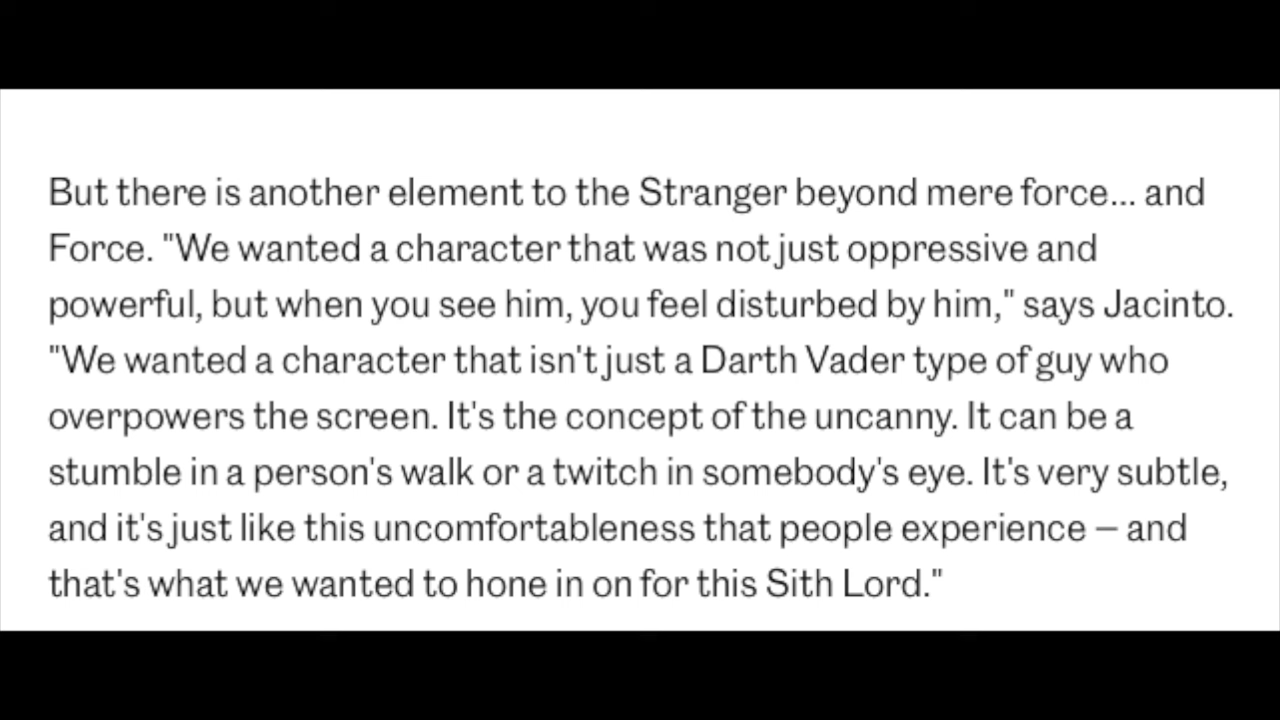 But there is another element to the Stranger beyond mere force... and
Force. "We wanted a character that was not just oppressive and
powerful, but when you see him, you feel disturbed by him," says Jacinto.
"We wanted a character that isn't just a Darth Vader type of guy who
overpowers the screen. It's the concept of the uncanny. It can be a
stumble in a person's walk or a twitch in somebody's eye. It's very subtle,
and it's just like this uncomfortableness that people experience – and
that's what we wanted to hone in on for this Sith Lord."